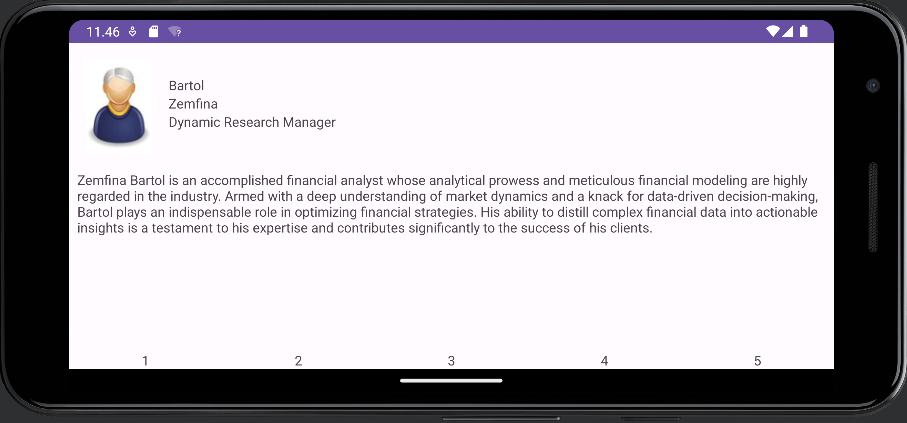 11.46
Bartol
Zemfina
Dynamic Research Manager
Zemfina Bartol is an accomplished financial analyst whose analytical prowess and meticulous financial modeling are highly
regarded in the industry. Armed with a deep understanding of market dynamics and a knack for data-driven decision-making,
Bartol plays an indispensable role in optimizing financial strategies. His ability to distill complex financial data into actionable
insights is a testament to his expertise and contributes significantly to the success of his clients.
1 2 3 4 5